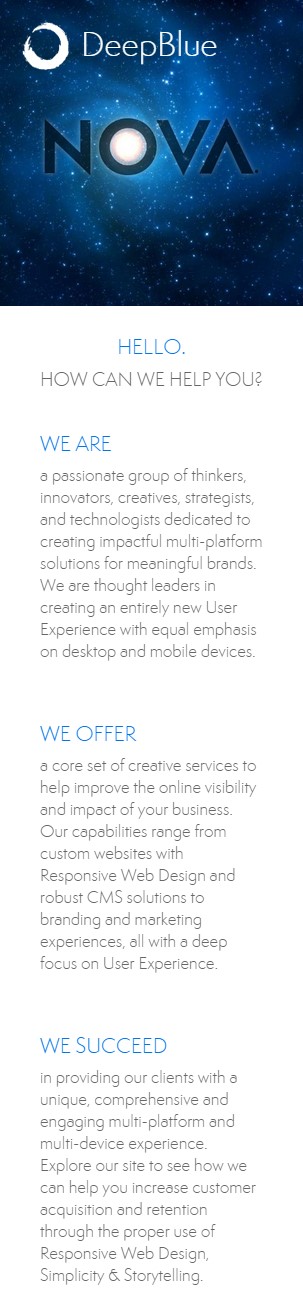 DeepBlue
NOVA
HELLO.
HOW CAN WE HELP YOU?
WE ARE
a passionate group of thinkers,
innovators, creatives, strategists,
and technologists dedicated to
creating impactful multi-platform
solutions for meaningful brands.
We are thought leaders in
creating an entirely new User
Experience with equal emphasis
on desktop and mobile devices.
WE OFFER
a core set of creative services to
help improve the online visibility
and impact of your business.
Our capabilities range from
custom websites with
Responsive Web Design and
robust CMS solutions to
branding and marketing
experiences, all with a deep
focus on User Experience.
WE SUCCEED
in providing our clients with a
unique, comprehensive and
engaging multi-platform and
multi-device experience.
Explore our site to see how we
can help you increase customer
acquisition and retention
through the proper use of
Responsive Web Design,
Simplicity & Storytelling.